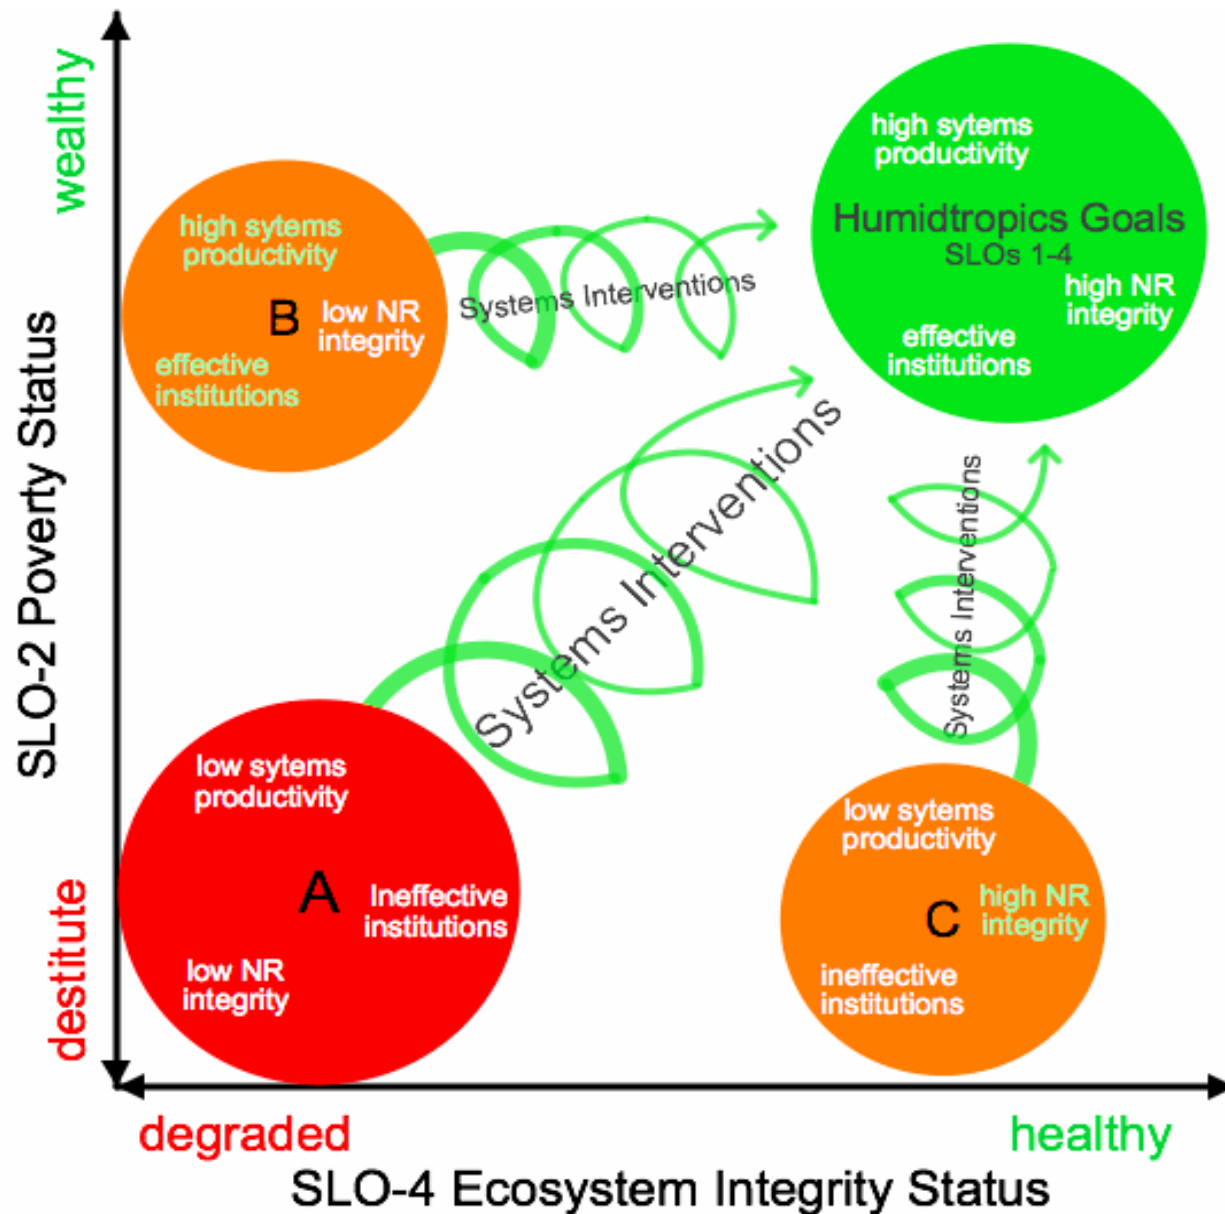 wealthy
SLO-2 Poverty Status
destitute
high sytems
productivity
B
low NR
integrity
effective
institutions
Systems Interventions
high sytems
productivity
Humidtropics Goals
SLOs 1-4
high NR
integrity
effective
institutions
Systems Interventions
Systems Interventions
low sytems
productivity
A
Ineffective
institutions
low NR
integrity
low sytems
productivity
C
high NR
integrity
ineffective
institutions
degraded
healthy
SLO-4 Ecosystem Integrity Status